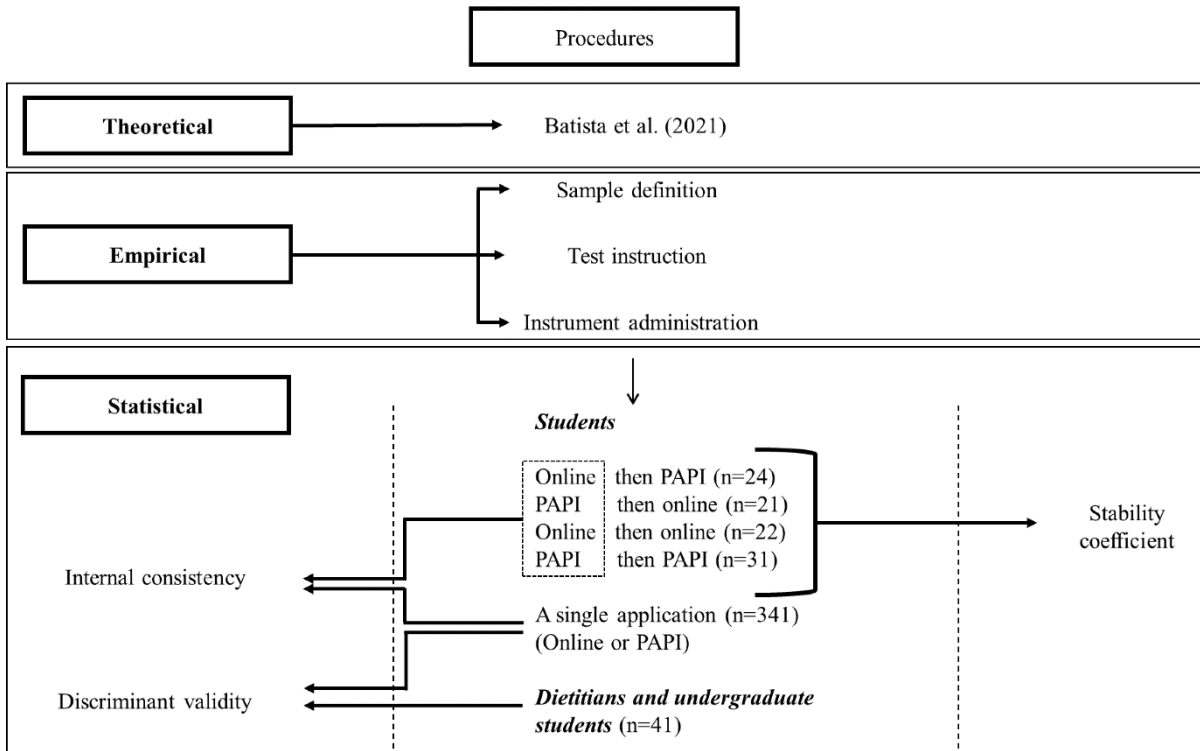 Procedures
Theoretical
Batista et al. (2021)
Empirical
Sample definition
Test instruction
Instrument administration
Statistical
Students
Online then PAPI (n=24)
PAPI then online (n=21)
Online then online (n=22)
PAPI then PAPI (n=31)
Stability
coefficient
Internal consistency
A single application (n=341)
(Online or PAPI)
Discriminant validity
Dietitians and undergraduate
students (n=41)